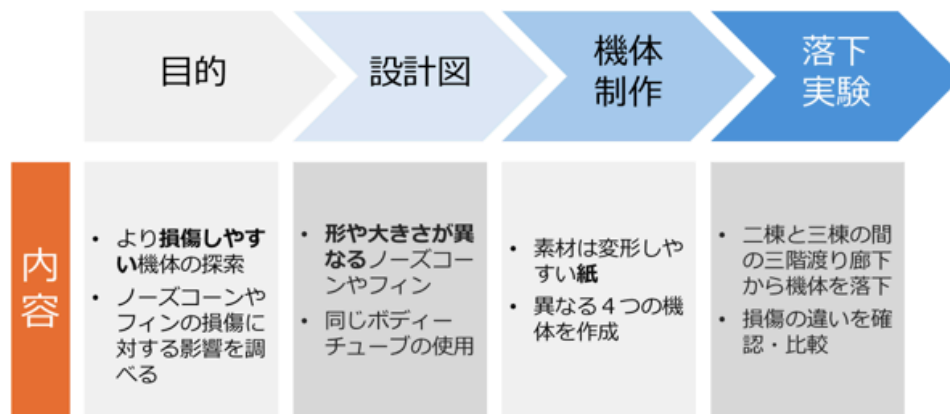 目的
設計図
機体
制作
落下
実験
内
容
• より損傷しやす
い機体の探索
• ノーズコーンや
フィンの損傷に
対する影響を調
べる
• 形や大きさが異
なるノーズコー
ンやフィン
• 同じボディー
チューブの使用
• 素材は変形しや
すい紙
• 異なる４つの機
体を作成
• 二棟と三棟の間
の三階渡り廊下
から機体を落下
• 損傷の違いを確
認・比較